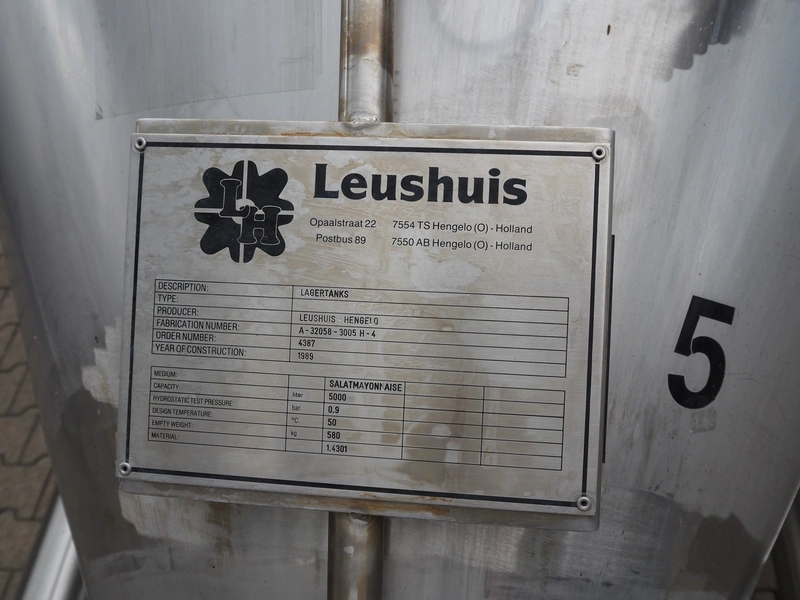 LH
Leushuis
Opaalstraat 22 7554 TS Hengelo (O) - Holland
Postbus 89 7550 AB Hengelo (O) - Holland
DESCRIPTION: LAGERTANKS
TYPE:
PRODUCER: LEUSHUIS HENGELO
FABRICATION NUMBER: A-32058-3005 H-4
ORDER NUMBER: 4387
YEAR OF CONSTRUCTION: 1989
MEDIUM: SALATMAYONNAISE
CAPACITY: liter 5000
HYDROSTATIC TEST PRESSURE: bar 0.9
DESIGN TEMPERATURE: °C 50
EMPTY WEIGHT: kg 580
MATERIAL: 1.4301
5